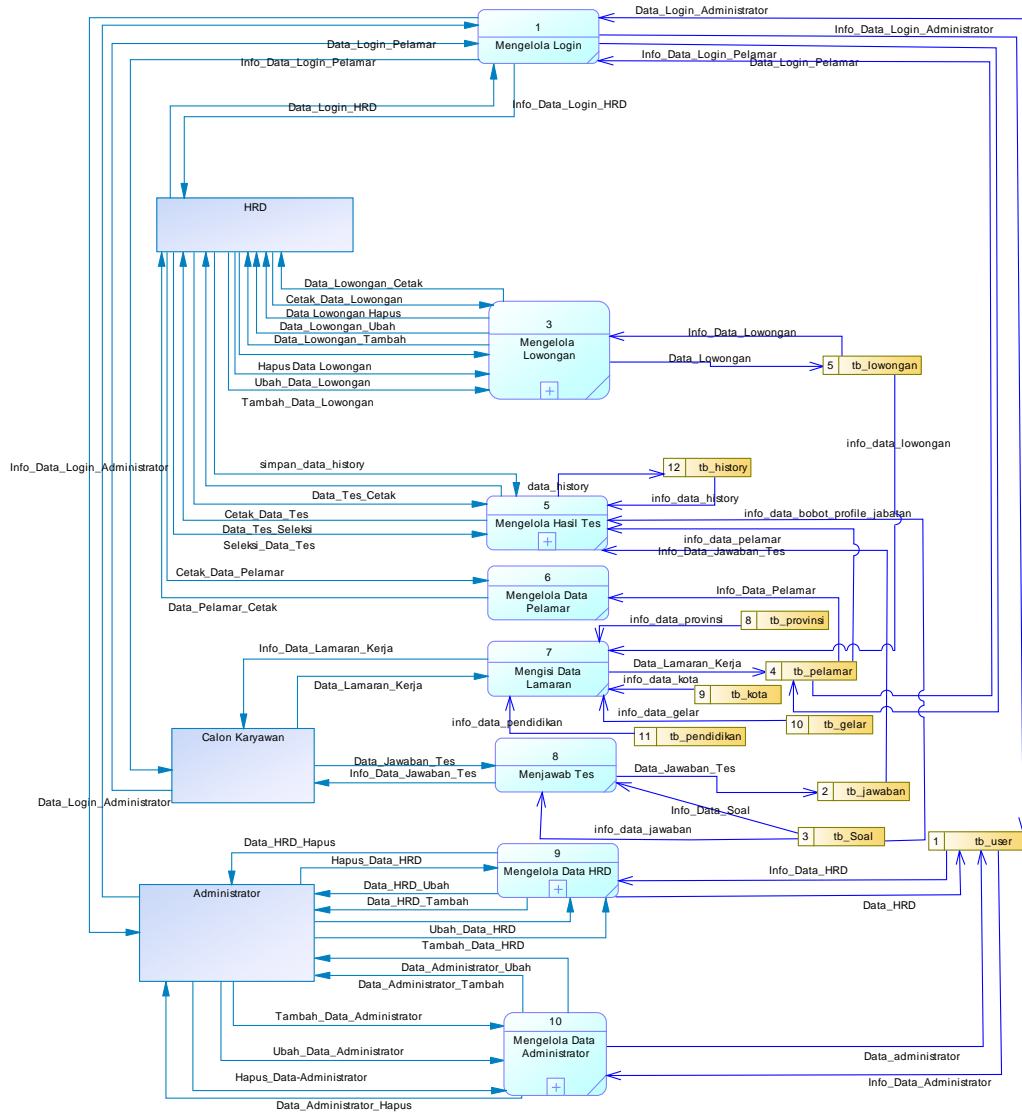 Data_Login_Administrator
1
Info_Data_Login_Administrator
Data_Login_Pelamar
Mengelola Login
Info_Data_Login_Pelamar
Info_Data_Login_Pelamar
Data_Login_Pelamar
Data_Login_HRD
Info_Data_Login_HRD
HRD
Data_Lowongan_Cetak
Cetak_Data_Lowongan
Data Lowongan_Hapus
Data_Lowongan_Ubah
Data_Lowongan_Tambah
Hapus Data_Lowongan
Ubah_Data_Lowongan
Tambah_Data_Lowongan
3
Mengelola
Lowongan
Info_Data_Lowongan
Data_Lowongan
5 tb_lowongan
info_data_lowongan
Info_Data_Login_Administrator
simpan_data_history
data_history
12 tb_history
info_data_history
Data_Tes_Cetak
Cetak_Data_Tes
Data_Tes_Seleksi
Seleksi_Data_Tes
5
Mengelola Hasil Tes
info_data_bobot_profile_jabatan
info_data_pelamar
Info_Data_Jawaban_Tes
Cetak_Data_Pelamar
Data_Pelamar_Cetak
6
Mengelola Data
Pelamar
Info_Data_Pelamar
info_data_provinsi
8 tb_provinsi
Info_Data_Lamaran_Kerja
Data_Lamaran_Kerja
7
Mengisi Data
Lamaran
Data_Lamaran_Kerja
4 tb_pelamar
info_data_kota
9 tb_kota
info_data_gelar
10 tb_gelar
info_data_pendidikan
11 tb_pendidikan
Calon Karyawan
Data_Jawaban_Tes
Info_Data_Jawaban_Tes
8
Menjawab Tes
Data_Jawaban_Tes
2 tb_jawaban
Info_Data_Soal
info_data_jawaban
3 tb_Soal
1 tb_user
Data_Login_Administrator
Data_HRD_Hapus
Hapus_Data_HRD
Data_HRD_Ubah
Data_HRD_Tambah
Ubah_Data_HRD
Tambah_Data_HRD
9
Mengelola Data HRD
Info_Data_HRD
Data_HRD
Administrator
Data_Administrator_Ubah
Data_Administrator_Tambah
Tambah_Data_Administrator
Ubah_Data_Administrator
Hapus_Data-Administrator
Data_Administrator_Hapus
10
Mengelola Data
Administrator
Data_administrator
Info_Data_Administrator